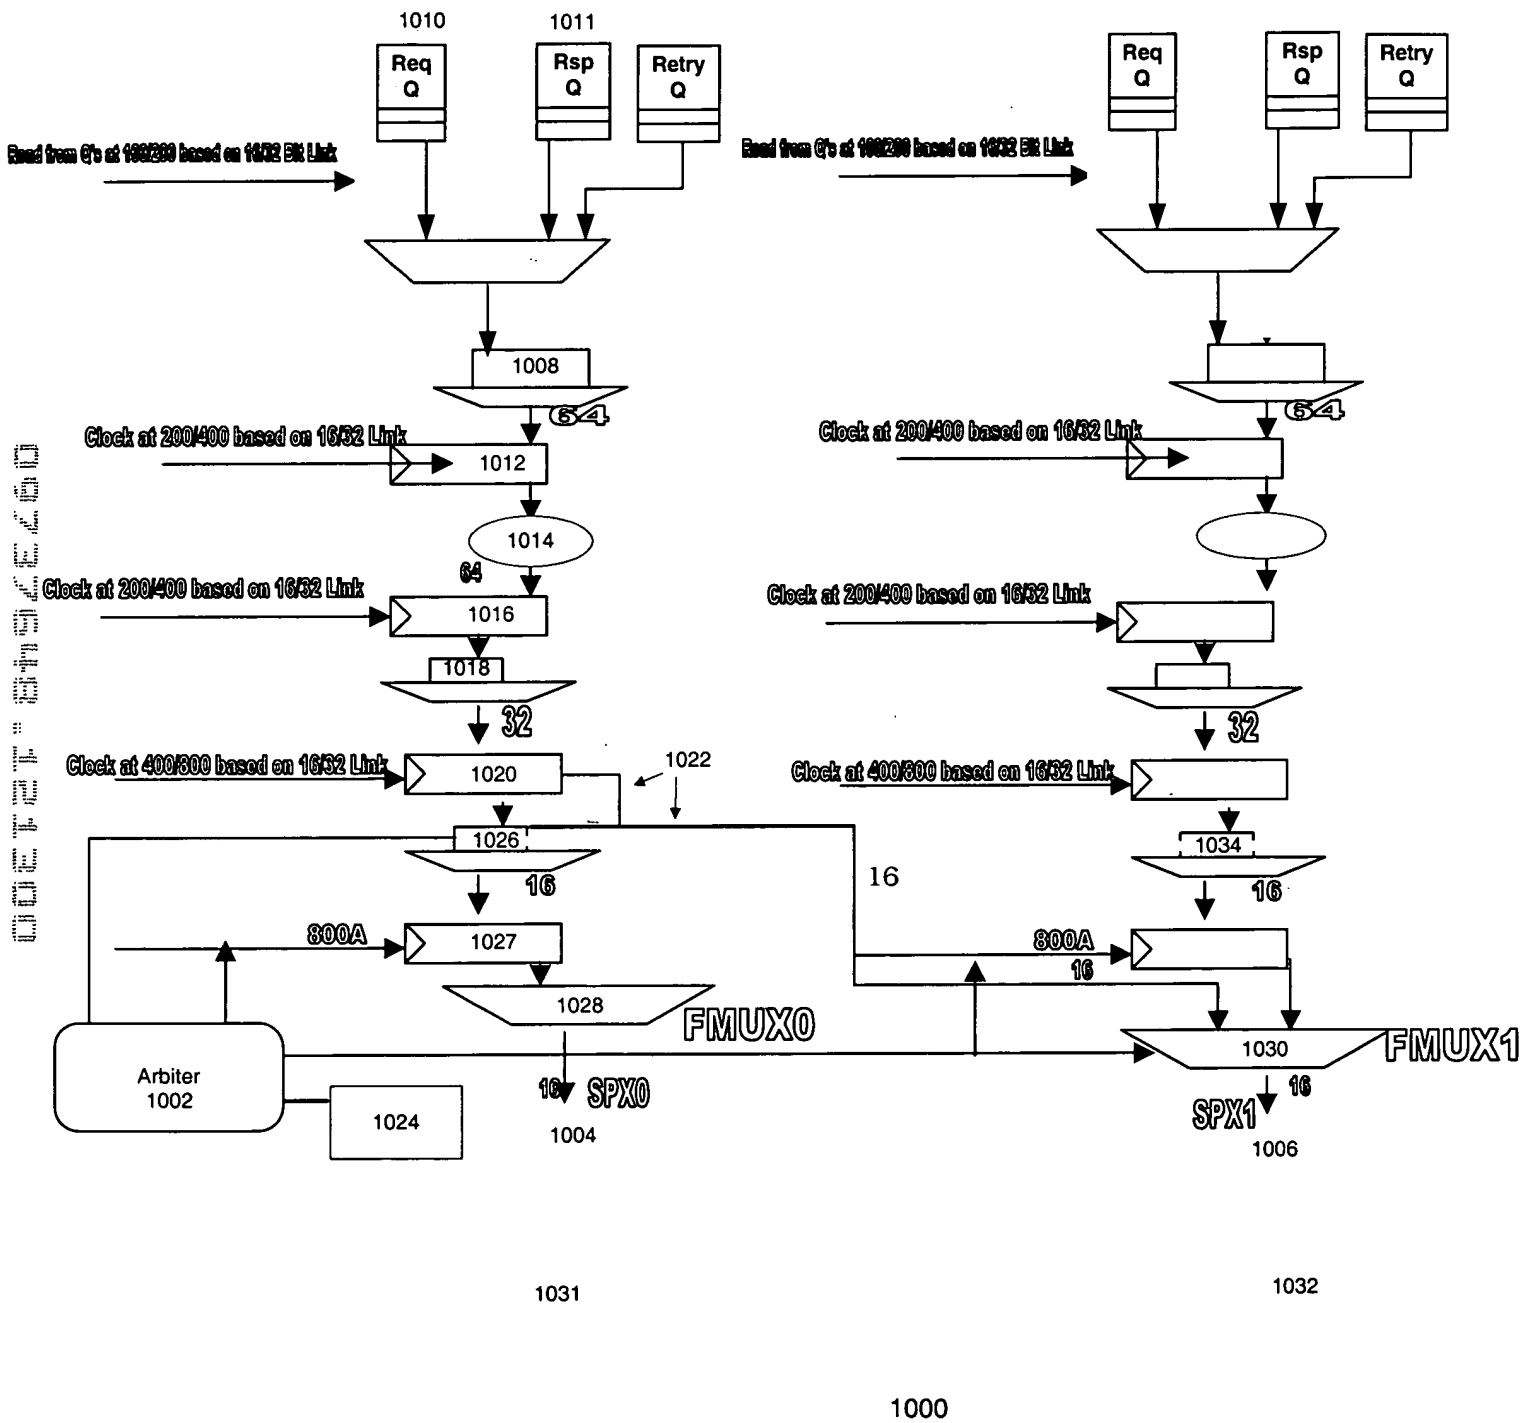 1010
1011
Req
Q
Rsp
Q
Retry
Q
Req
Q
Rsp
Q
Retry
Q
Read from Q's at 100/200 based on 16/32 Bit Link
Read from Q's at 100/200 based on 16/32 Bit Link
1008
64
64
Clock at 200/400 based on 16/32 Link
1012
Clock at 200/400 based on 16/32 Link
1014
64
Clock at 200/400 based on 16/32 Link
1016
Clock at 200/400 based on 16/32 Link
1018
32
32
Clock at 400/800 based on 16/32 Link
1020
1022
Clock at 400/800 based on 16/32 Link
1026
1034
16
16
16
800A
1027
800A
16
1028
FMUX0
1030
FMUX1
Arbiter
1002
1024
16
SPX0
1004
16
SPX1
1006
1031
1032
1000